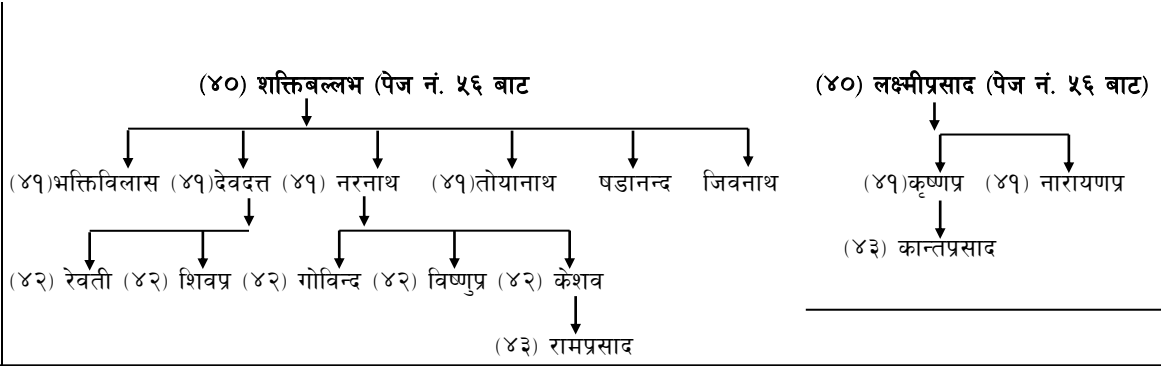 (४०) शक्तिबल्लभ (पेज नं. ५६ बाट
(४१)भक्तिविलास (४१)देवदत्त (४१) नरनाथ (४१)तोयानाथ षडानन्द जिवनाथ
(४२) रेवती (४२) शिवप्र (४२) गोविन्द (४२) विष्णुप्र (४२) केशव
(४३) रामप्रसाद
(४०) लक्ष्मीप्रसाद (पेज नं. ५६ बाट)
(४१)कृष्णप्र (४१) नारायणप्र
(४३) कान्तप्रसाद